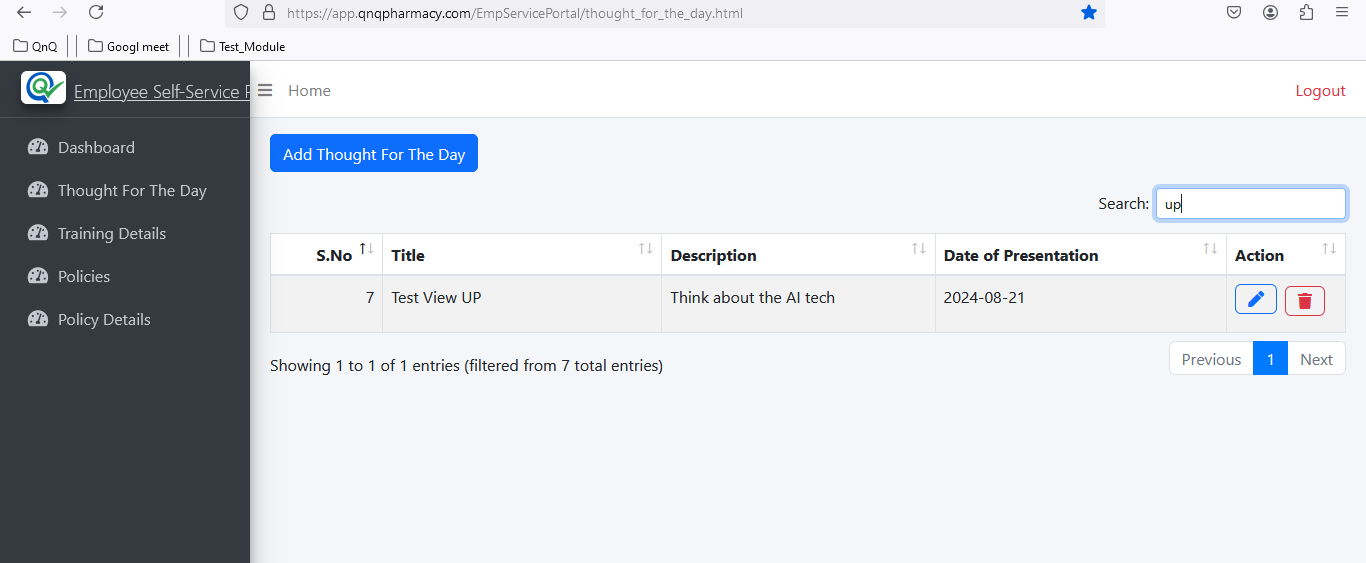 https://app.qnqpharmacy.com/EmpServicePortal/thought_for_the_day.html
QnQ Googl meet Test_Module
Employee Self-Service P
Home
Logout
Dashboard
Thought For The Day
Training Details
Policies
Policy Details
Add Thought For The Day
Search: up
S.No Title Description Date of Presentation Action
7 Test View UP Think about the AI tech 2024-08-21
Showing 1 to 1 of 1 entries (filtered from 7 total entries)
Previous 1 Next